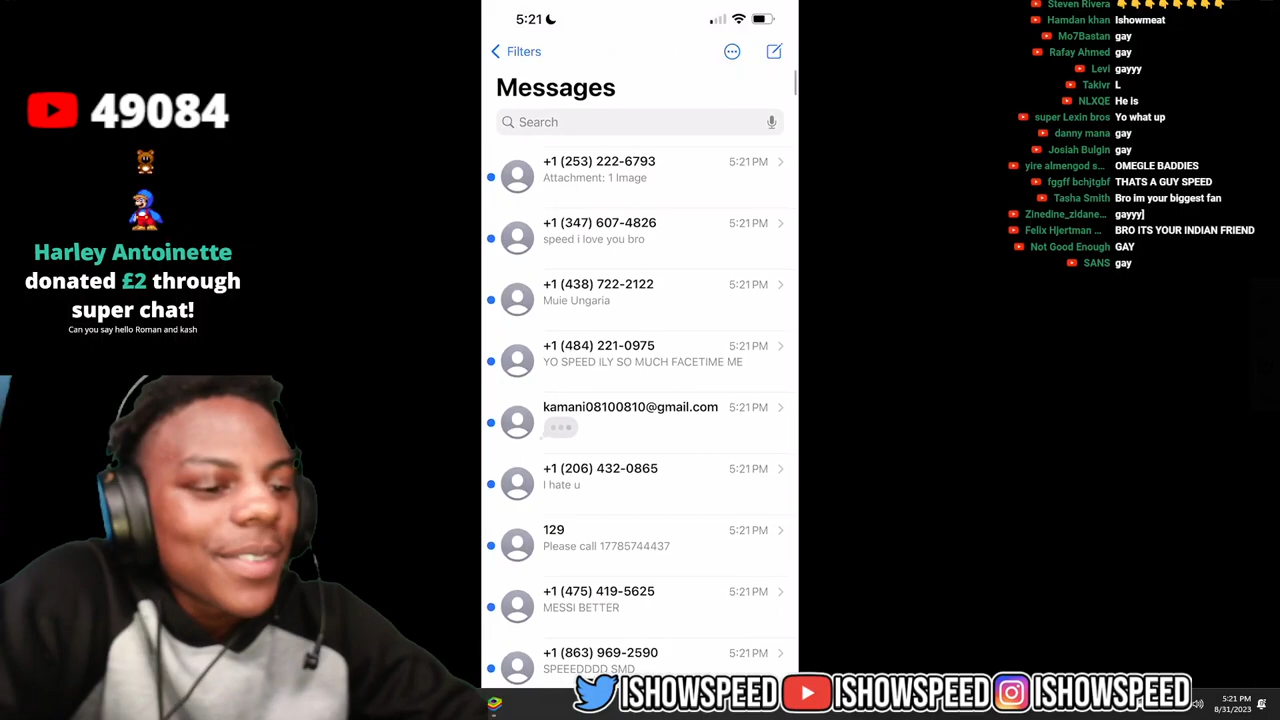 49084
Harley Antoinette
donated £2 through
super chat!
Can you say hello Roman and kash
5:21
Filters
Messages
Search
+1 (253) 222-6793 5:21 PM
Attachment: 1 Image
+1 (347) 607-4826 5:21 PM
speed i love you bro
+1 (438) 722-2122 5:21 PM
Muie Ungaria
+1 (484) 221-0975 5:21 PM
YO SPEED ILY SO MUCH FACETIME ME
kamani08100810@gmail.com 5:21 PM
+1 (206) 432-0865 5:21 PM
I hate u
129 5:21 PM
Please call 17785744437
+1 (475) 419-5625 5:21 PM
MESSI BETTER
+1 (863) 969-2590 5:21 PM
SPEEEDDDD SMD
Steven Rivera
Hamdan khan Ishowmeat
Mo7Bastan gay
Rafay Ahmed gay
Levi gayyy
Takivr L
NLXQE He is
super Lexin bros Yo what up
danny mana gay
Josiah Bulgin gay
yire almengod s... OMEGLE BADDIES
fggff bchjtgbf THATS A GUY SPEED
Tasha Smith Bro Im your biggest fan
Zinedine_zidane... gayyy]
Felix Hjertman ... BRO ITS YOUR INDIAN FRIEND
Not Good Enough GAY
SANS gay
ISHOWSPEED ISHOWSPEED ISHOWSPEED
5:21 PM
8/31/2023